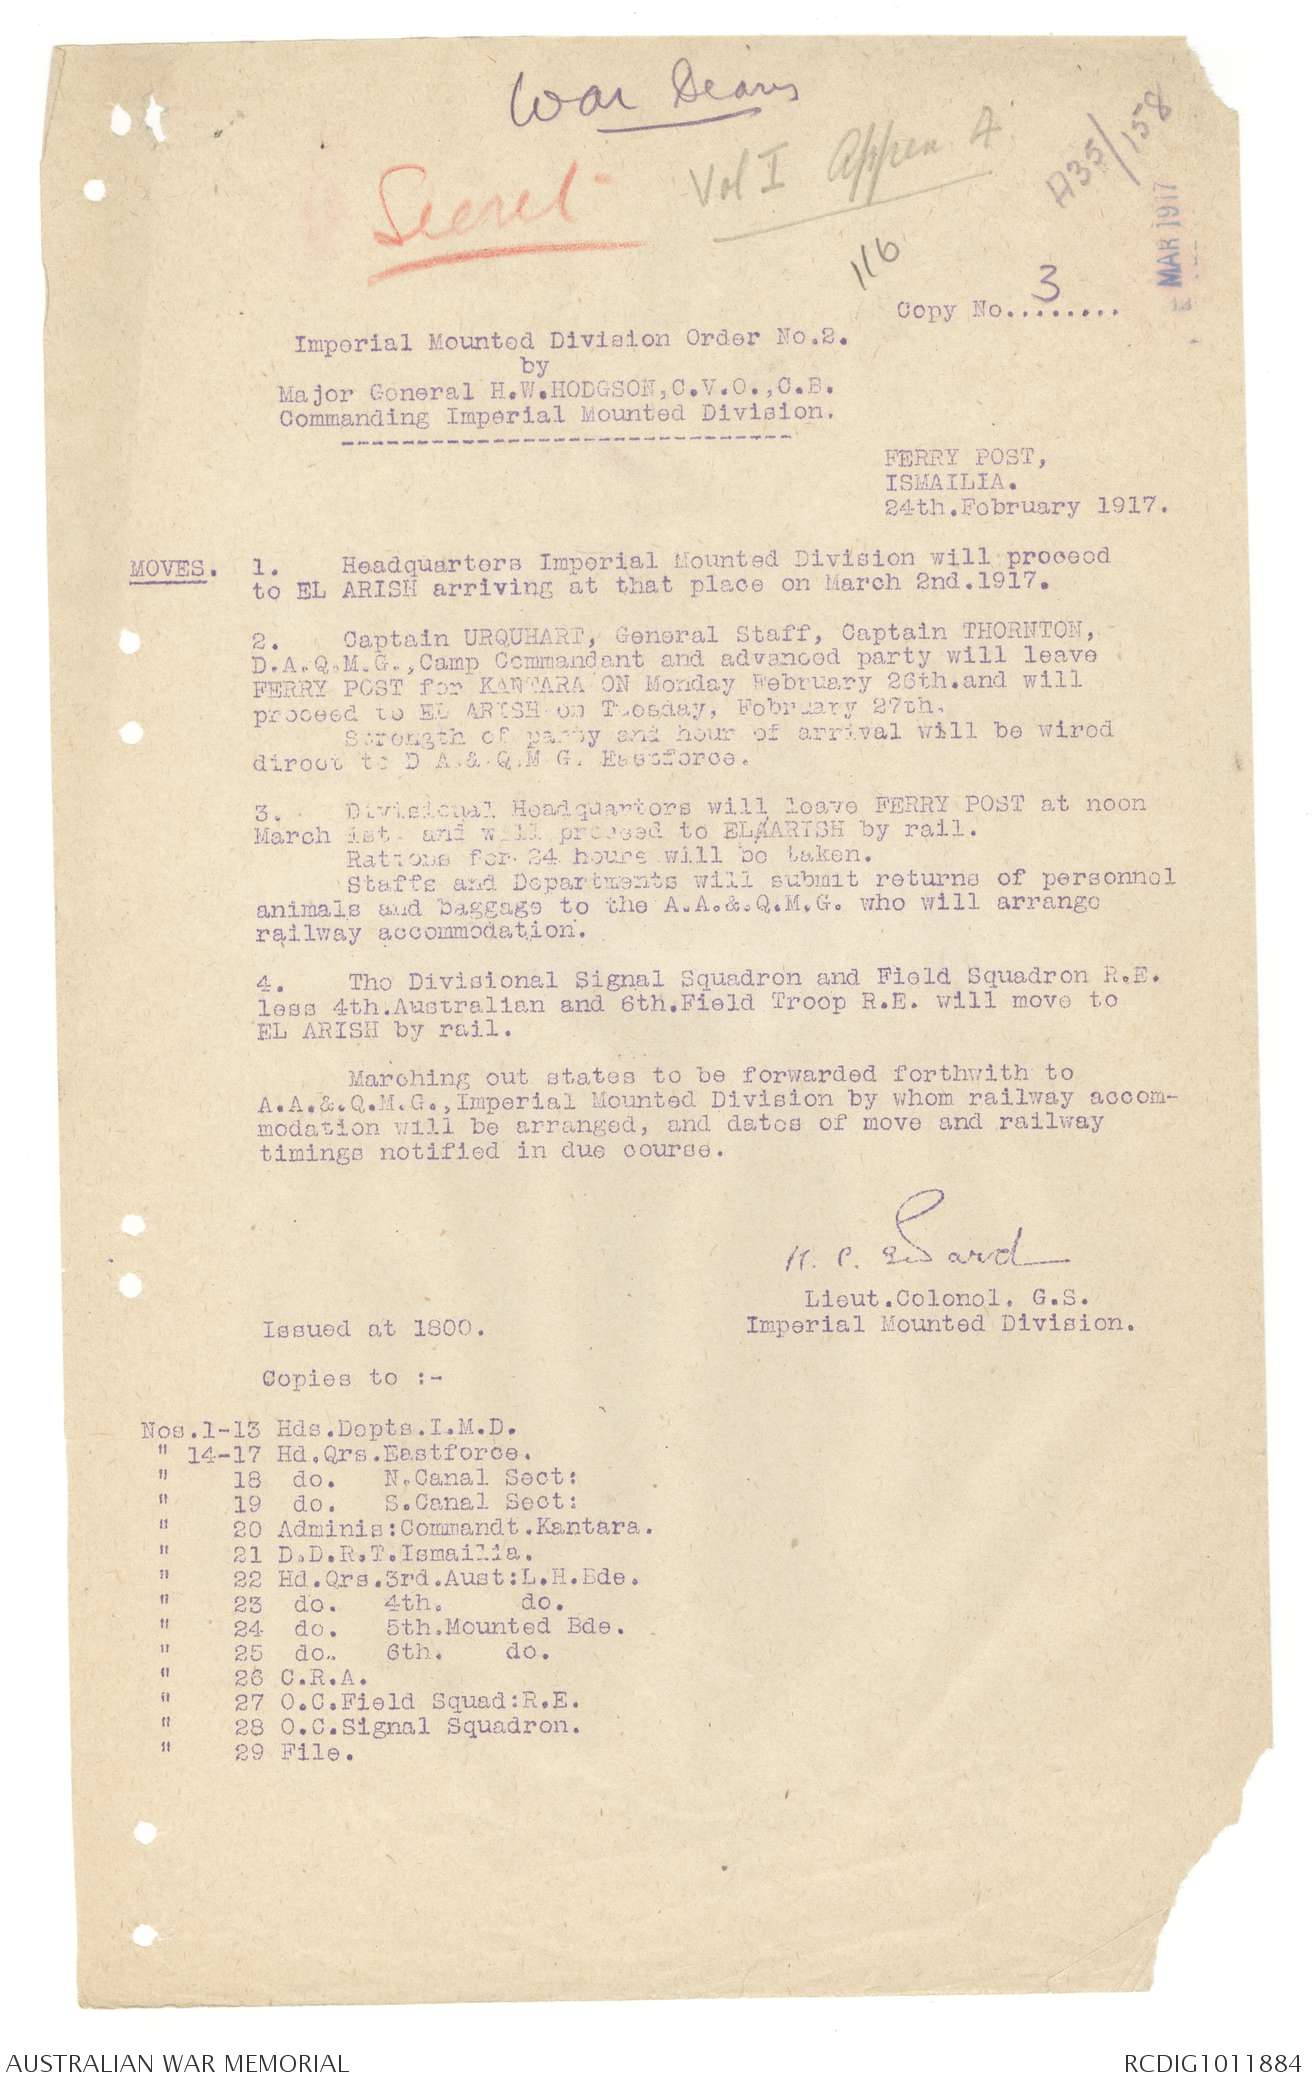 War Diary
Secret
Vol I Appen A
A35/158
MAR 1917
116
Copy No...3......
Imperial Mounted Division Order No.2.
by
Major General H.W.HODGSON,C.V.O.,C.B.
Commanding Imperial Mounted Division.
FERRY POST,
ISMAILIA.
24th.February 1917.
MOVES. 1. Headquarters Imperial Mounted Division will proceed
to EL ARISH arriving at that place on March 2nd.1917.
2. Captain URQUHART, General Staff, Captain THORNTON,
D.A.Q.M.G.,Camp Commandant and advanced party will leave
FERRY POST for KANTARA ON Monday February 26th.and will
proceed to EL ARISH on Tuesday, February 27th.
Strength of party and hour of arrival will be wired
direct to D A.& Q.M G. Eastforce.
3. Divisional Headquarters will leave FERRY POST at noon
March 1st. and will proceed to EL/ARISH by rail.
Rations for 24 hours will be taken.
Staffs and Departments will submit returns of personnel
animals and baggage to the A.A.&.Q.M.G. who will arrange
railway accommodation.
4. The Divisional Signal Squadron and Field Squadron R.E.
less 4th.Australian and 6th.Field Troop R.E. will move to
EL ARISH by rail.
Marching out states to be forwarded forthwith to
A.A.&.Q.M.G.,Imperial Mounted Division by whom railway accom-
modation will be arranged, and dates of move and railway
timings notified in due course.
Ward
Lieut.Colonel. G.S.
Imperial Mounted Division.
Issued at 1800.
Copies to :-
Nos.1-13 Hds.Depts.I.M.D.
" 14-17 Hd.Qrs.Eastforce.
" 18 do. N.Canal Sect:
" 19 do. S.Canal Sect:
" 20 Adminis:Commandt.Kantara.
" 21 D.D.R.T.Ismailia.
" 22 Hd.Qrs.3rd.Aust:L.H.Bde.
" 23 do. 4th. do.
" 24 do. 5th.Mounted Bde.
" 25 do. 6th. do.
" 26 C.R.A.
" 27 O.C.Field Squad:R.E.
" 28 O.C.Signal Squadron.
" 29 File.
AUSTRALIAN WAR MEMORIAL
RCDIG1011884